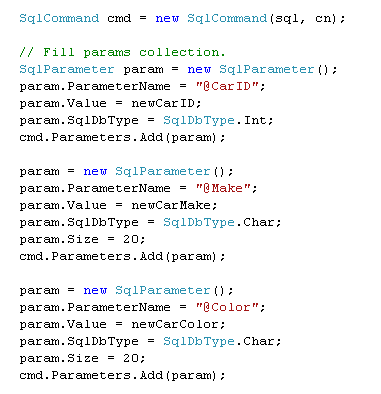 SqlCommand cmd = new SqlCommand(sql, cn);
// Fill params collection.
SqlParameter param = new SqlParameter();
param.ParameterName = "@CarID";
param.Value = newCarID;
param.SqlDbType = SqlDbType.Int;
cmd.Parameters.Add(param);
param = new SqlParameter();
param.ParameterName = "@Make";
param.Value = newCarMake;
param.SqlDbType = SqlDbType.Char;
param.Size = 20;
cmd.Parameters.Add(param);
param = new SqlParameter();
param.ParameterName = "@Color";
param.Value = newCarColor;
param.SqlDbType = SqlDbType.Char;
param.Size = 20;
cmd.Parameters.Add(param);